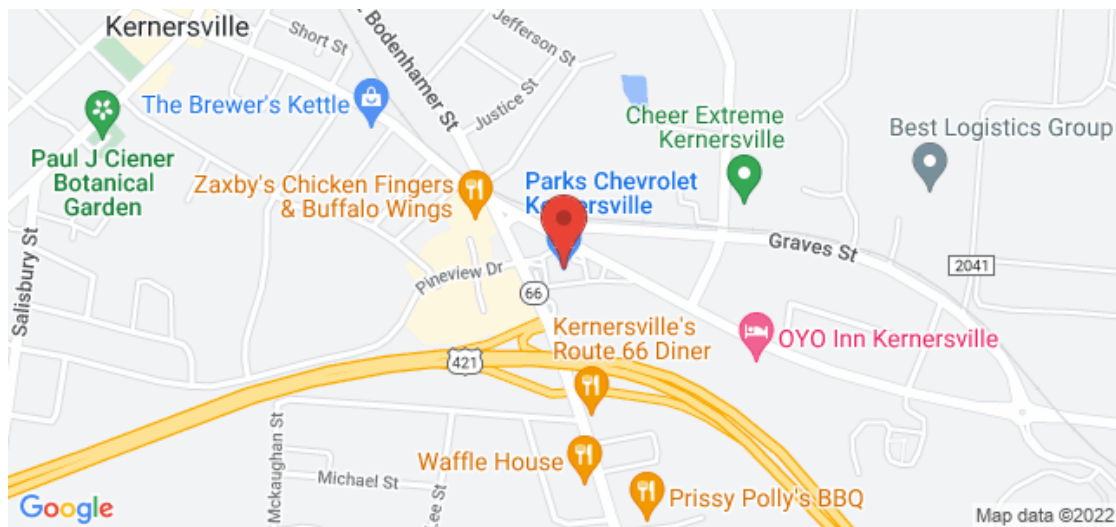 Kernersville
Short St
Bodenhamer St
Jefferson St
Justice St
The Brewer's Kettle
Cheer Extreme
Kernersville
Best Logistics Group
Paul J Ciener
Botanical
Garden
Zaxby's Chicken Fingers
& Buffalo Wings
Parks Chevrolet
Kernersville
Salisbury St
Pineview Dr
Graves St
2041
66
Kernersville's
Route 66 Diner
OYO Inn Kernersville
421
Mckaughan St
Michael St
Lee St
Waffle House
Prissy Polly's BBQ
Google
Map data ©2022